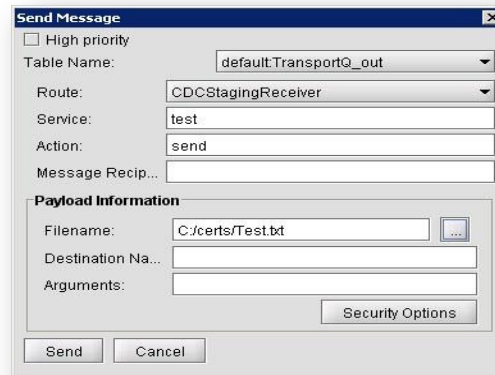 Send Message
High priority
Table Name: default:TransportQ_out
Route: CDCStagingReceiver
Service: test
Action: send
Message Recip...
Payload Information
Filename: C:/certs/Test.txt ...
Destination Na...
Arguments:
Security Options
Send Cancel